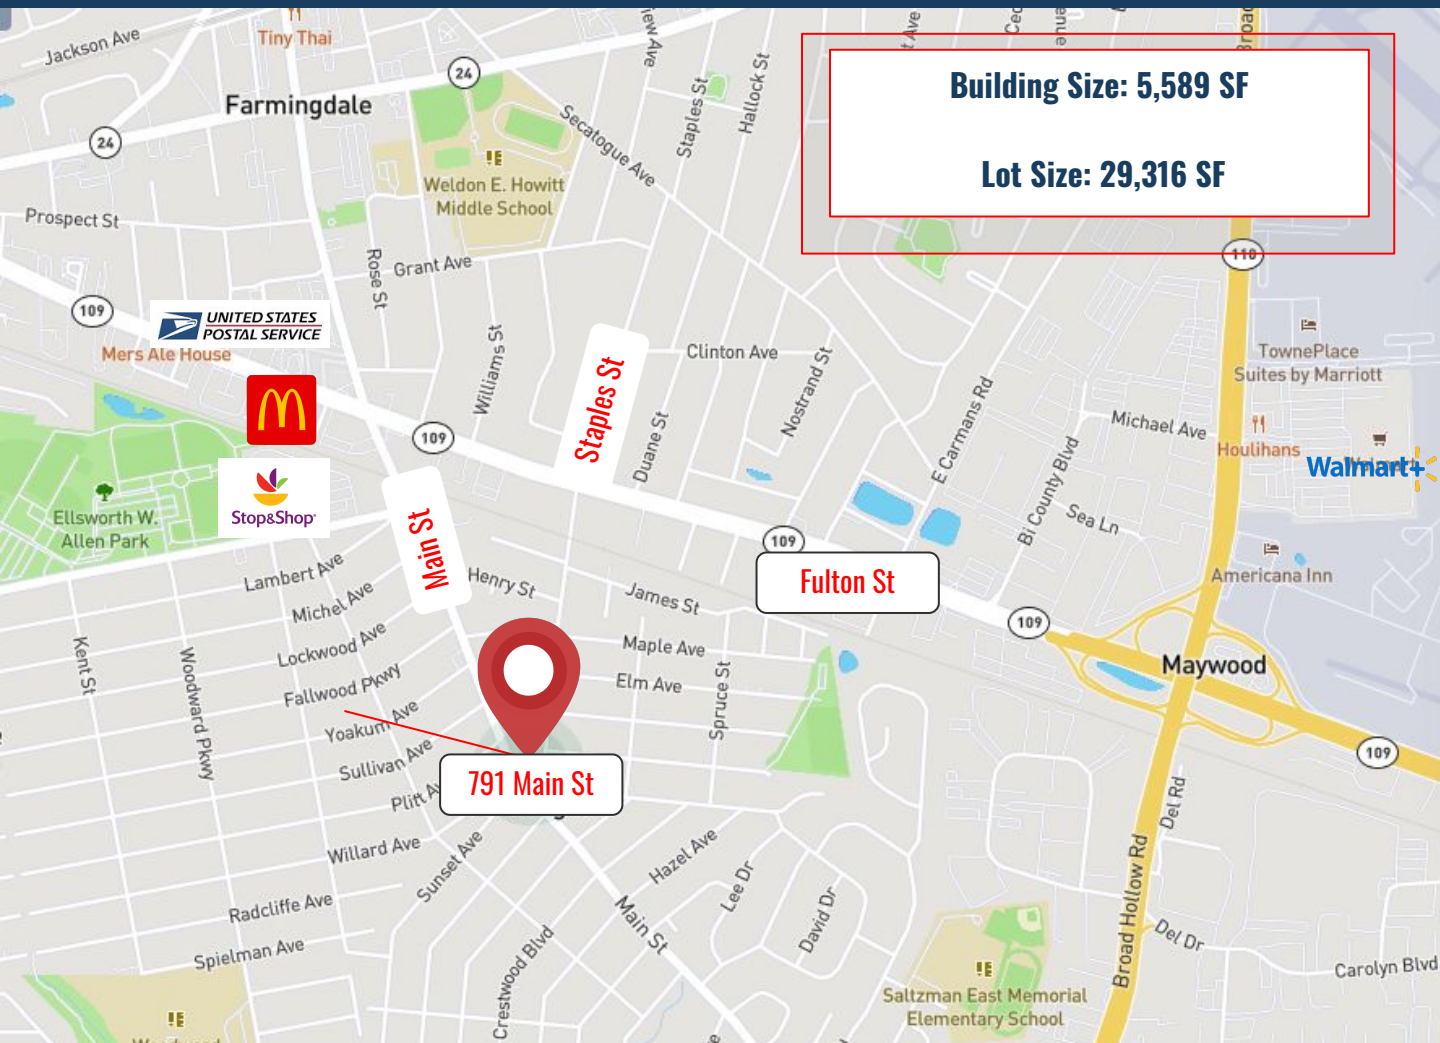 Jackson Ave
Tiny Thai
24
Farmingdale
24
Secatogue Ave
Staples St
Hallock St
Building Size: 5,589 SF
Lot Size: 29,316 SF
Weldon E. Howitt
Middle School
Prospect St
Rose St
Grant Ave
110
109
UNITED STATES
POSTAL SERVICE
Mers Ale House
Williams St
Staples St
Clinton Ave
Nostrand St
TownePlace
Suites by Marriott
Duane St
E Carmans Rd
Michael Ave
Houlihans
Walmart+
109
Stop&Shop
Bi County Blvd
Sea Ln
Ellsworth W.
Allen Park
Main St
109
Fulton St
Americana Inn
Lambert Ave
Henry St
James St
Michel Ave
109
Kent St
Woodward Pkwy
Lockwood Ave
Maple Ave
Maywood
Fallwood Pkwy
Elm Ave
Spruce St
Yoakum Ave
Sullivan Ave
109
791 Main St
Plitt
Del Rd
Willard Ave
Sunset Ave
Hazel Ave
Lee Dr
Radcliffe Ave
Main St
David Dr
Broad Hollow Rd
Del Dr
Spielman Ave
Crestwood Blvd
Carolyn Blvd
Saltzman East Memorial
Elementary School